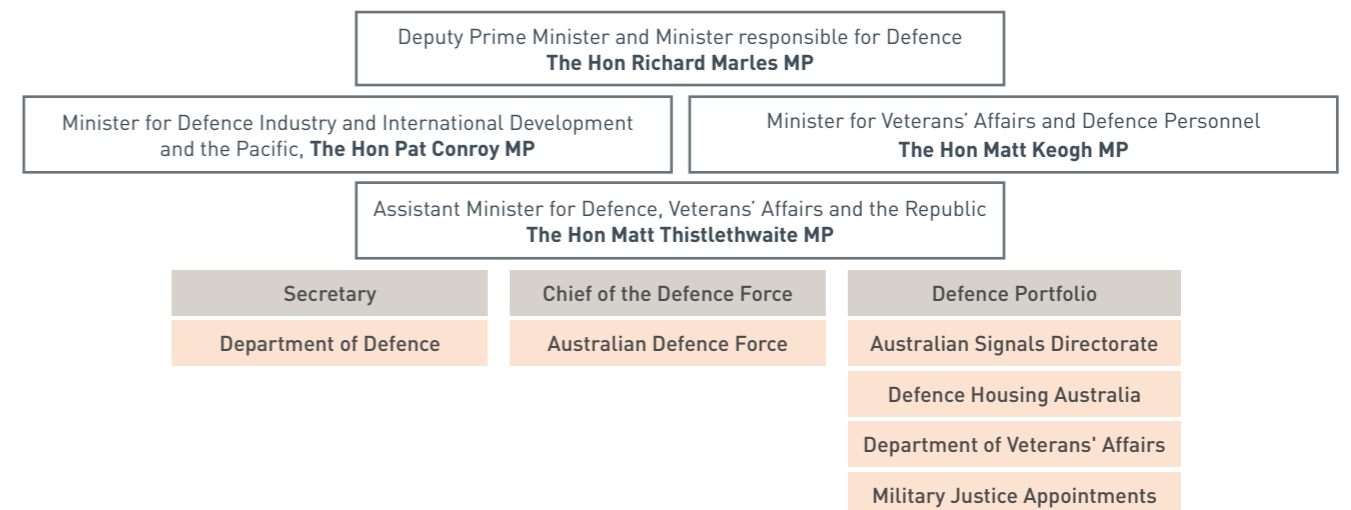 Deputy Prime Minister and Minister responsible for Defence
The Hon Richard Marles MP
Minister for Defence Industry and International Development
and the Pacific, The Hon Pat Conroy MP
Minister for Veterans’ Affairs and Defence Personnel
The Hon Matt Keogh MP
Assistant Minister for Defence, Veterans’ Affairs and the Republic
The Hon Matt Thistlethwaite MP
Secretary
Department of Defence
Chief of the Defence Force
Australian Defence Force
Defence Portfolio
Australian Signals Directorate
Defence Housing Australia
Department of Veterans' Affairs
Military Justice Appointments